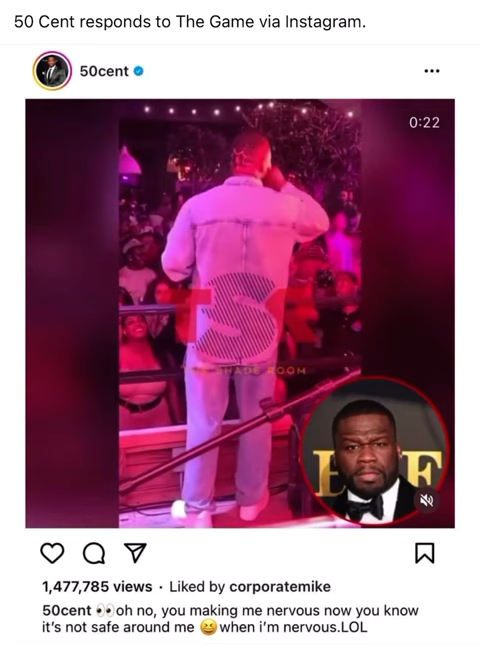 50 Cent responds to The Game via Instagram.
50cent
0:22
TSR
THE SHADE ROOM
1,477,785 views · Liked by corporatemike
50cent 👀oh no, you making me nervous now you know
it's not safe around me 😆when i'm nervous.LOL